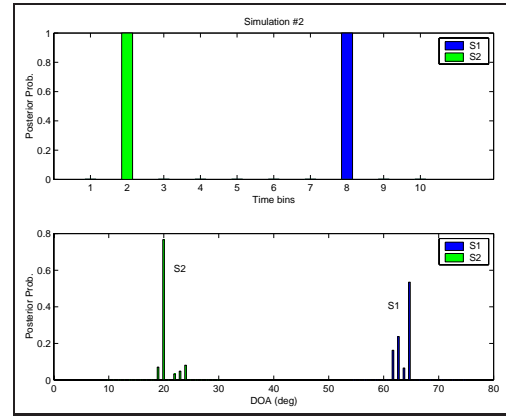 Simulation #2
Posterior Prob.
1
0.8
0.6
0.4
0.2
0
S1
S2
1 2 3 4 5 6 7 8 9 10
Time bins
Posterior Prob.
0.8
0.6
0.4
0.2
0
S2
S1
S1
S2
0 10 20 30 40 50 60 70 80
DOA (deg)